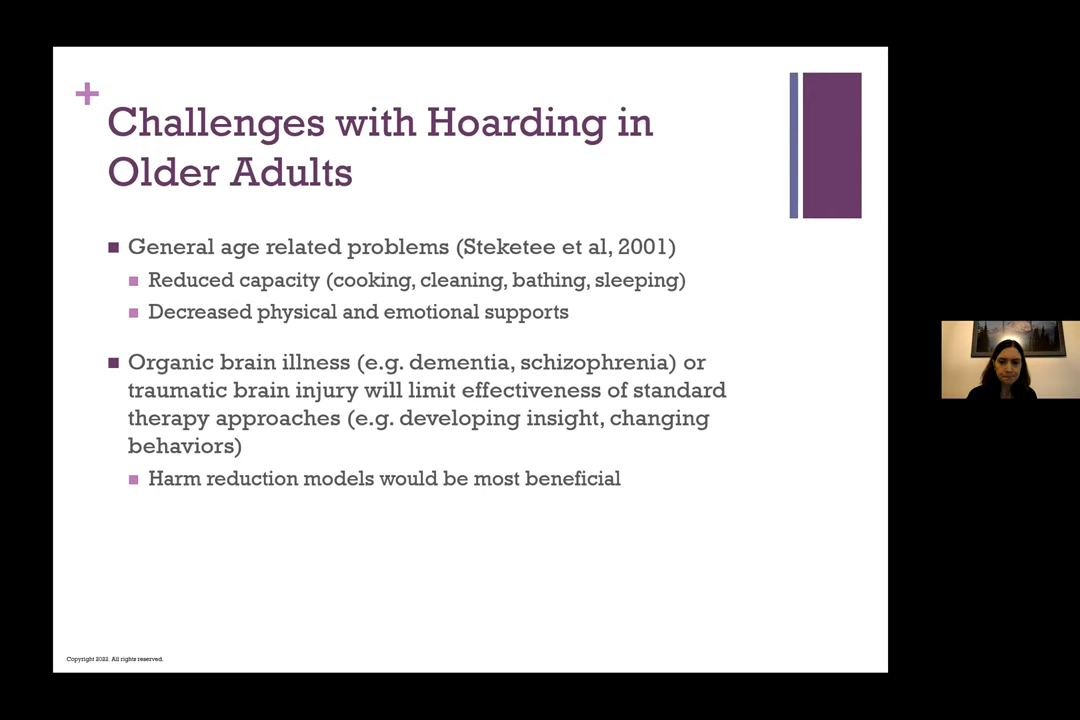 +
Challenges with Hoarding in
Older Adults
General age related problems (Steketee et al, 2001)
Reduced capacity (cooking, cleaning, bathing, sleeping)
Decreased physical and emotional supports
Organic brain illness (e.g. dementia, schizophrenia) or
traumatic brain injury will limit effectiveness of standard
therapy approaches (e.g. developing insight, changing
behaviors)
Harm reduction models would be most beneficial
Copyright 2022. All rights reserved.